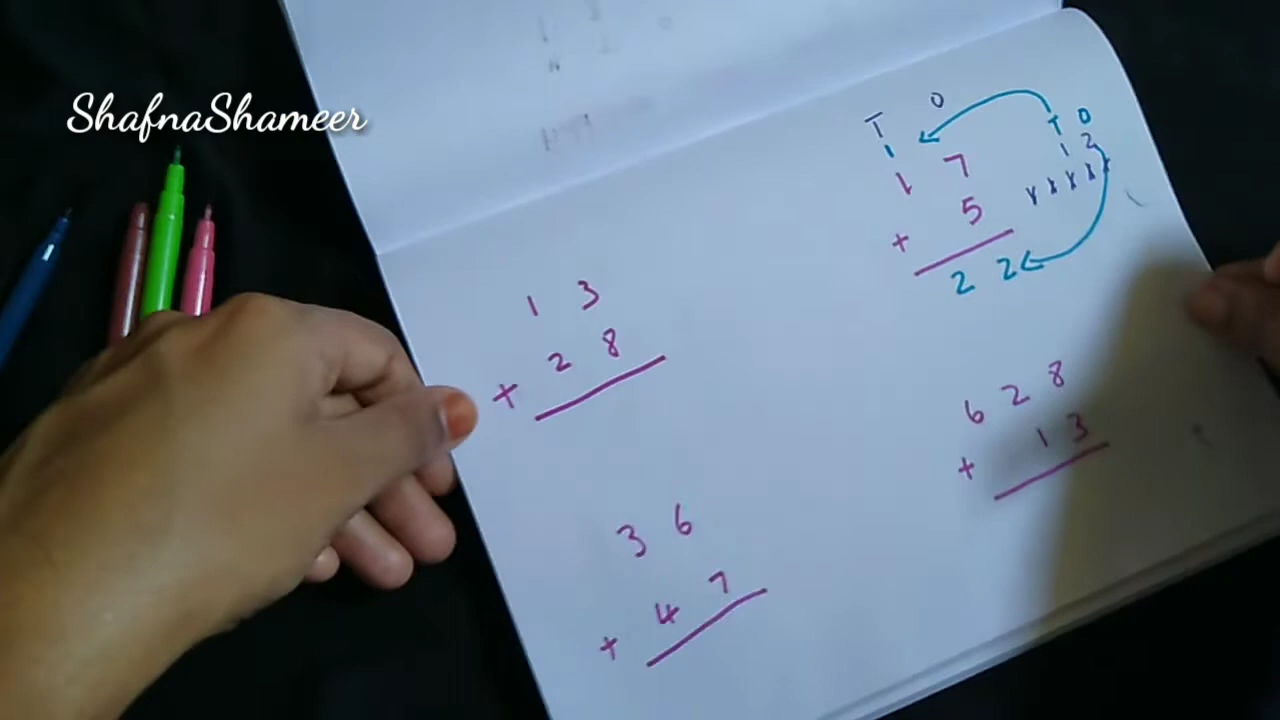 ShafnaShameer
T O
1
1 7
+ 5
2 2
T O
1 2
1 3
+ 2 8
6 2 8
+ 1 3
3 6
+ 4 7